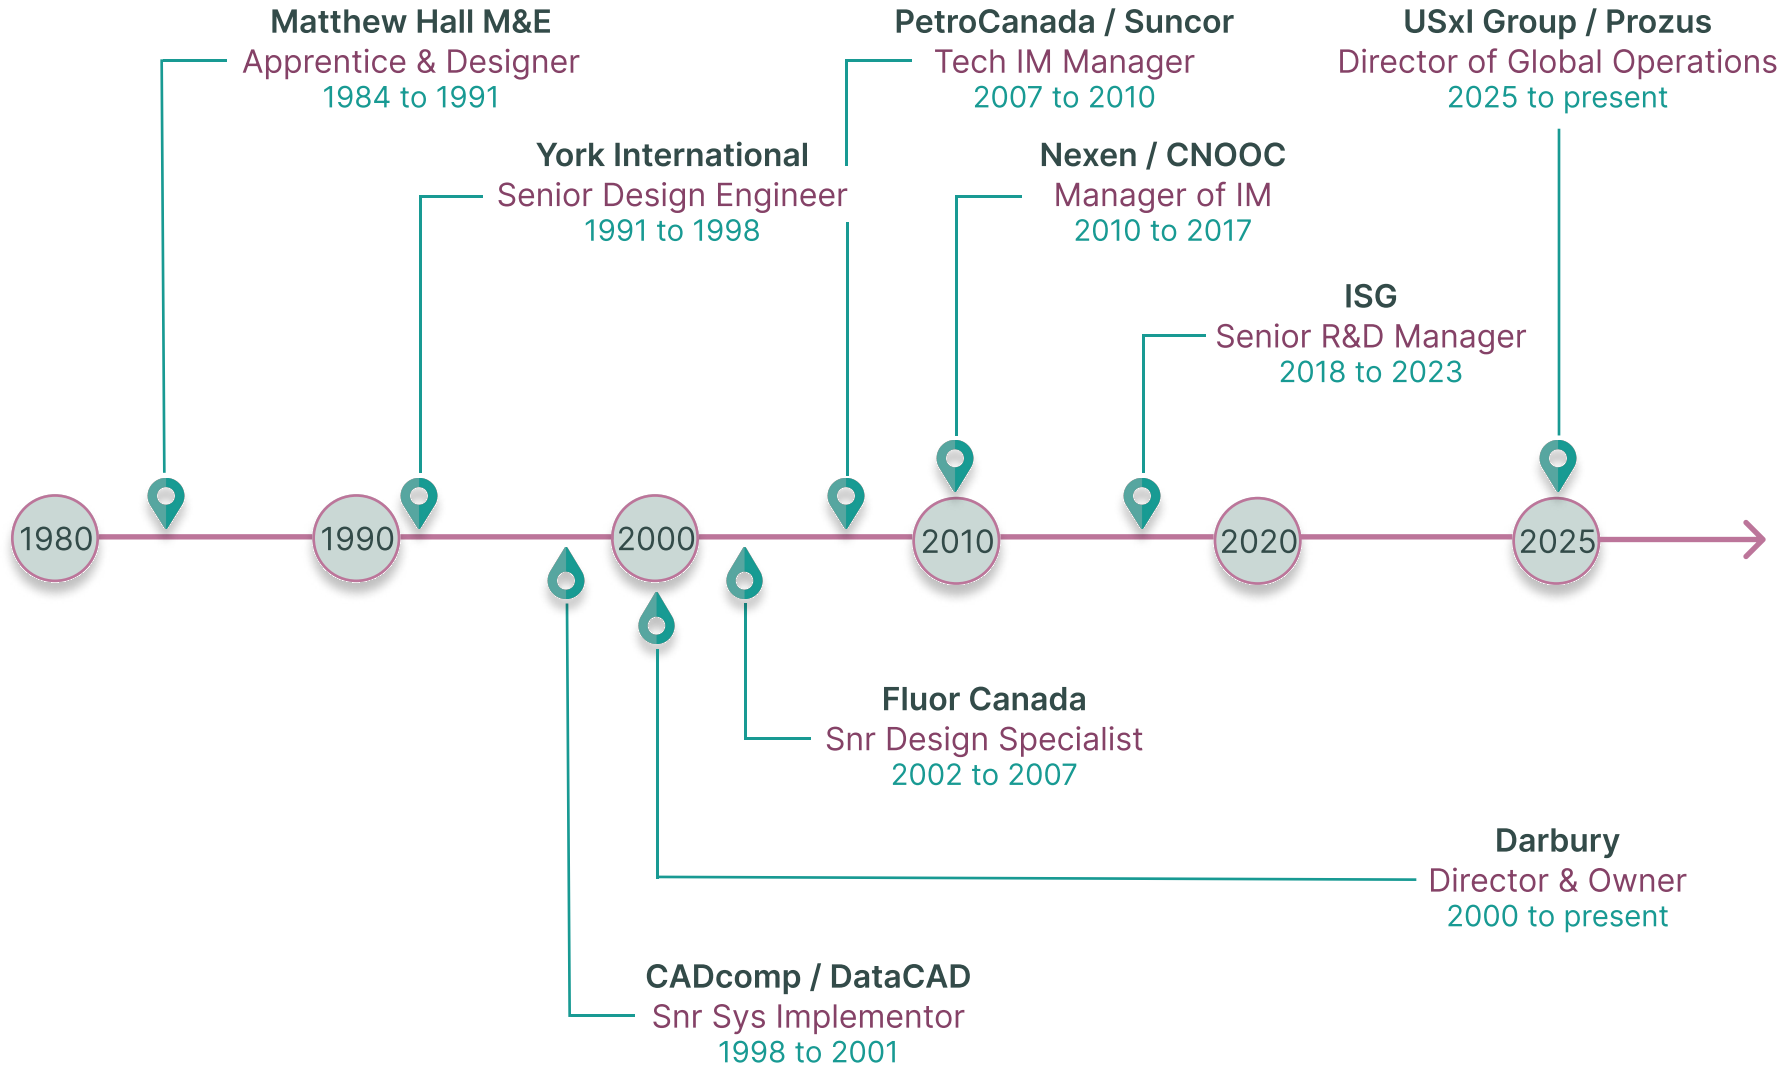 Matthew Hall M&E
Apprentice & Designer
1984 to 1991
PetroCanada / Suncor
Tech IM Manager
2007 to 2010
USxI Group / Prozus
Director of Global Operations
2025 to present
York International
Senior Design Engineer
1991 to 1998
Nexen / CNOOC
Manager of IM
2010 to 2017
ISG
Senior R&D Manager
2018 to 2023
1980
1990
2000
2010
2020
2025
Fluor Canada
Snr Design Specialist
2002 to 2007
Darbury
Director & Owner
2000 to present
CADcomp / DataCAD
Snr Sys Implementor
1998 to 2001